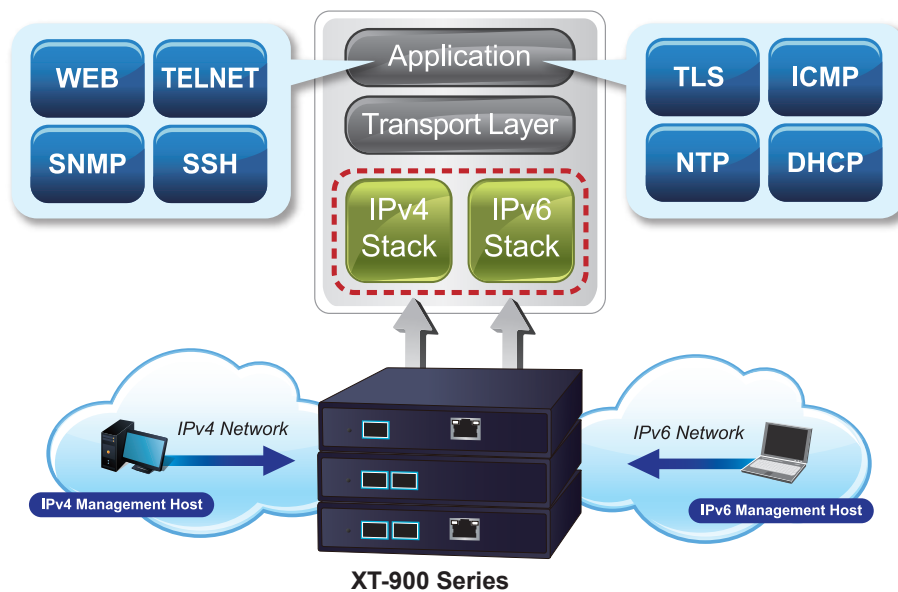 Application
Transport Layer
IPv4
Stack
IPv6
Stack
WEB
TELNET
SNMP
SSH
TLS
ICMP
NTP
DHCP
IPv4 Network
IPv4 Management Host
IPv6 Network
IPv6 Management Host
XT-900 Series